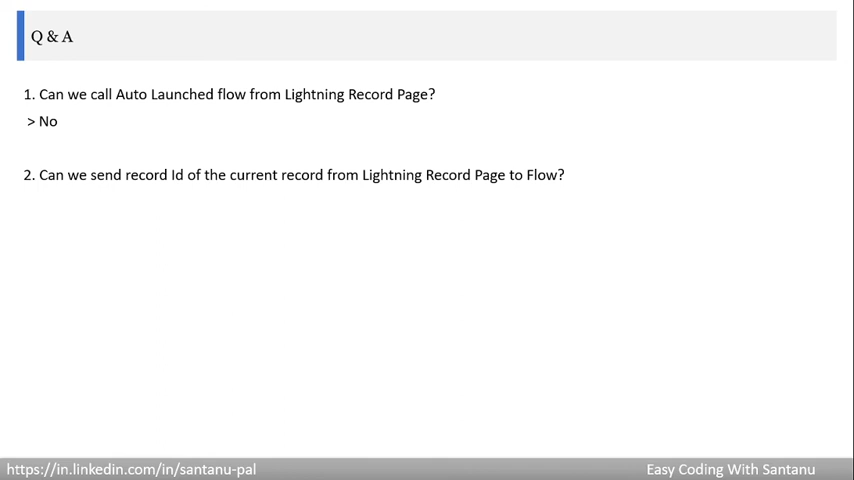 Q & A
1. Can we call Auto Launched flow from Lightning Record Page?
> No
2. Can we send record Id of the current record from Lightning Record Page to Flow?
https://in.linkedin.com/in/santanu-pal
Easy Coding With Santanu